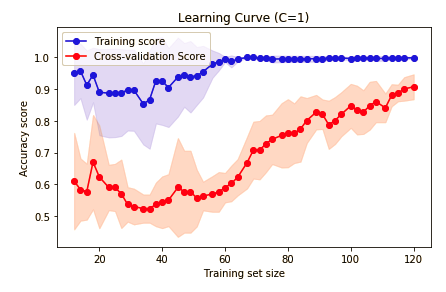 Learning Curve (C=1)
Training score
Cross-validation Score
Accuracy score
1.0
0.9
0.8
0.7
0.6
0.5
20
40
60
80
100
120
Training set size